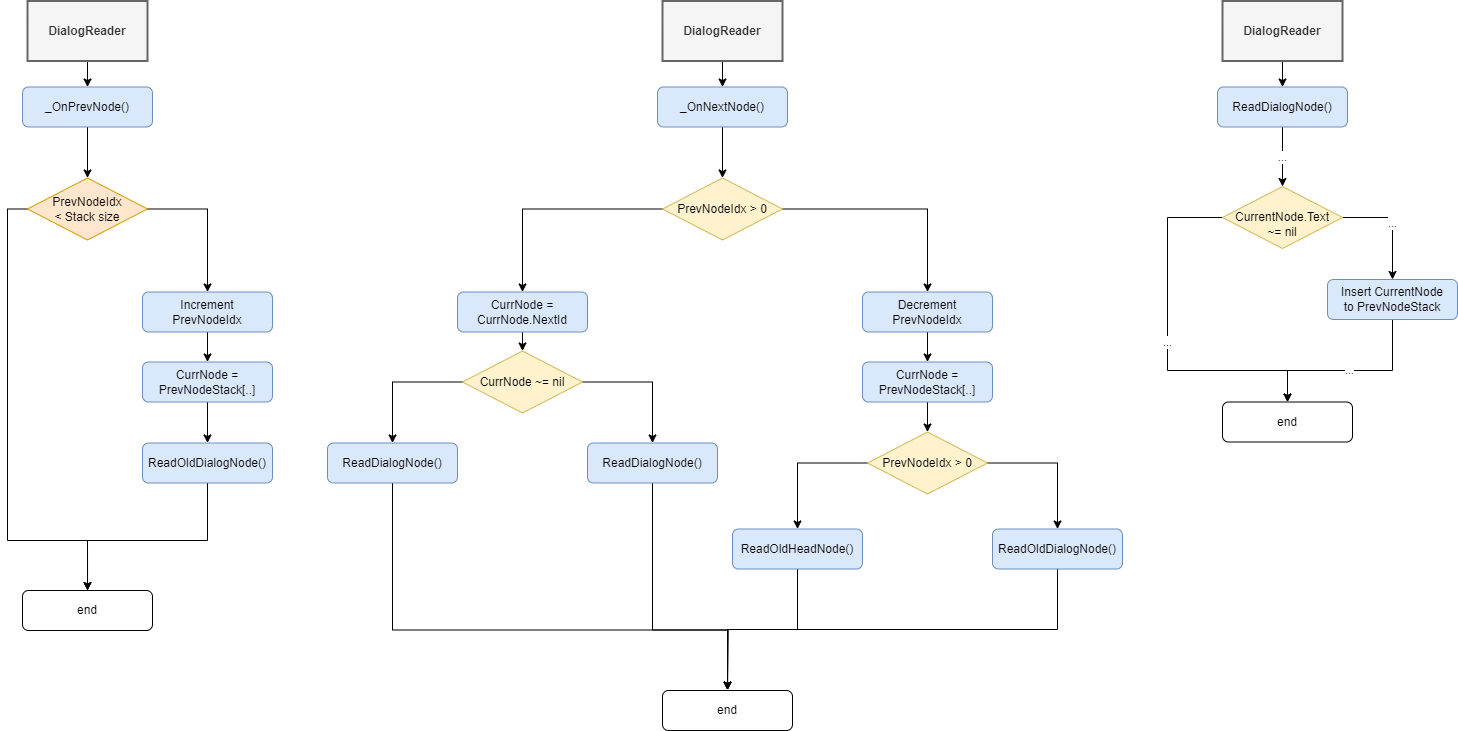 DialogReader
_OnPrevNode()
PrevNodeIdx
< Stack size
Increment
PrevNodeIdx
CurrNode =
PrevNodeStack[..]
ReadOldDialogNode()
end
DialogReader
_OnNextNode()
PrevNodeIdx > 0
CurrNode =
CurrNode.NextId
CurrNode ~= nil
ReadDialogNode()
ReadDialogNode()
Decrement
PrevNodeIdx
CurrNode =
PrevNodeStack[..]
PrevNodeIdx > 0
ReadOldHeadNode()
ReadOldDialogNode()
end
DialogReader
ReadDialogNode()
...
CurrentNode.Text
~= nil
...
Insert CurrentNode
to PrevNodeStack
...
...
end